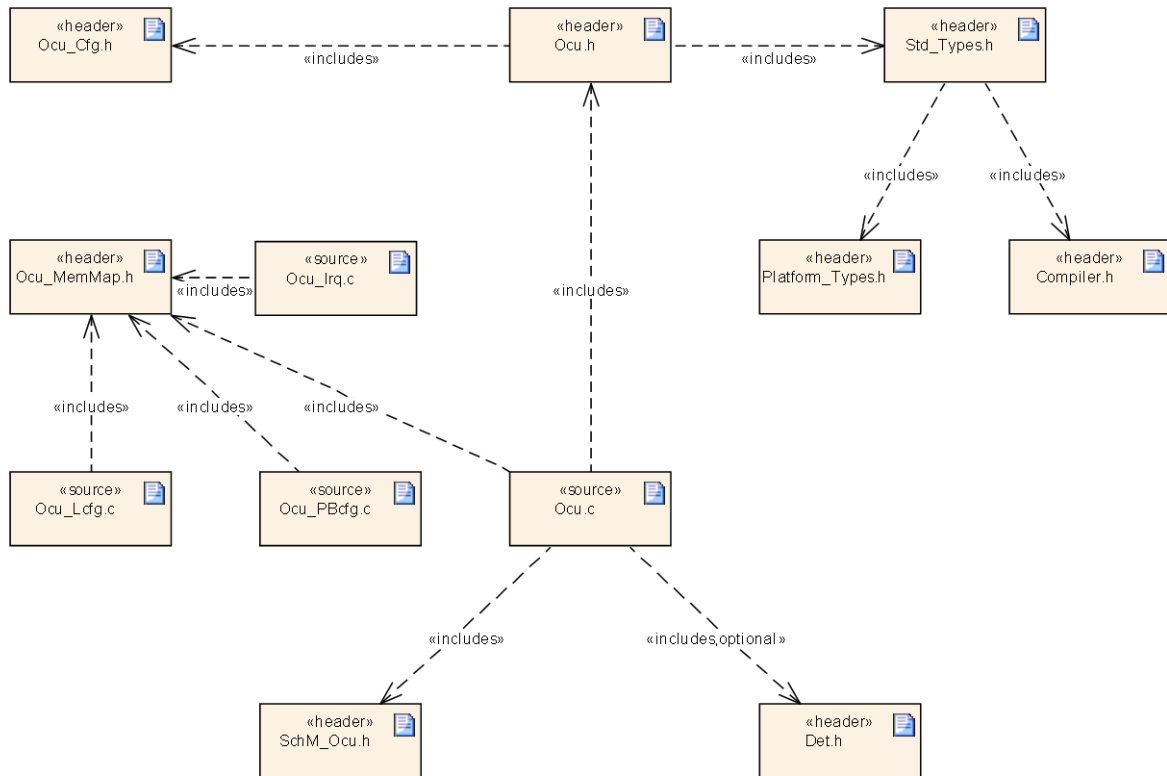 «header»
Ocu_Cfg.h
«header»
Ocu.h
«header»
Std_Types.h
«includes»
«includes»
«includes»
«includes»
«header»
Ocu_MemMap.h
«source»
Ocu_Irq.c
«includes»
«header»
Platform_Types.h
«header»
Compiler.h
«includes»
«includes»
«includes»
«includes»
«source»
Ocu_Lcfg.c
«source»
Ocu_PBcfg.c
«source»
Ocu.c
«includes»
«includes,optional»
«header»
SchM_Ocu.h
«header»
Det.h